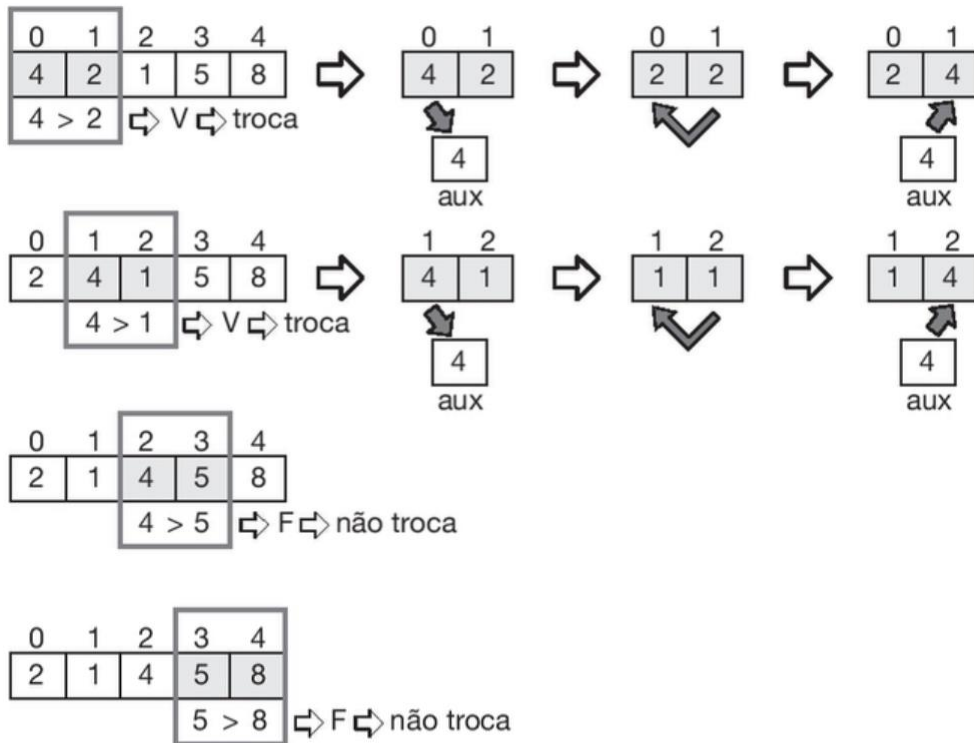 0 1 2 3 4 0 1 0 1 0 1
4 2 1 5 8 4 2 2 2 2 4
4 > 2 V troca
4 4
aux aux
0 1 2 3 4 1 2 1 2 1 2
2 4 1 5 8 4 1 1 1 1 4
4 > 1 V troca
4 4
aux aux
0 1 2 3 4
2 1 4 5 8
4 > 5 F não troca
0 1 2 3 4
2 1 4 5 8
5 > 8 F não troca